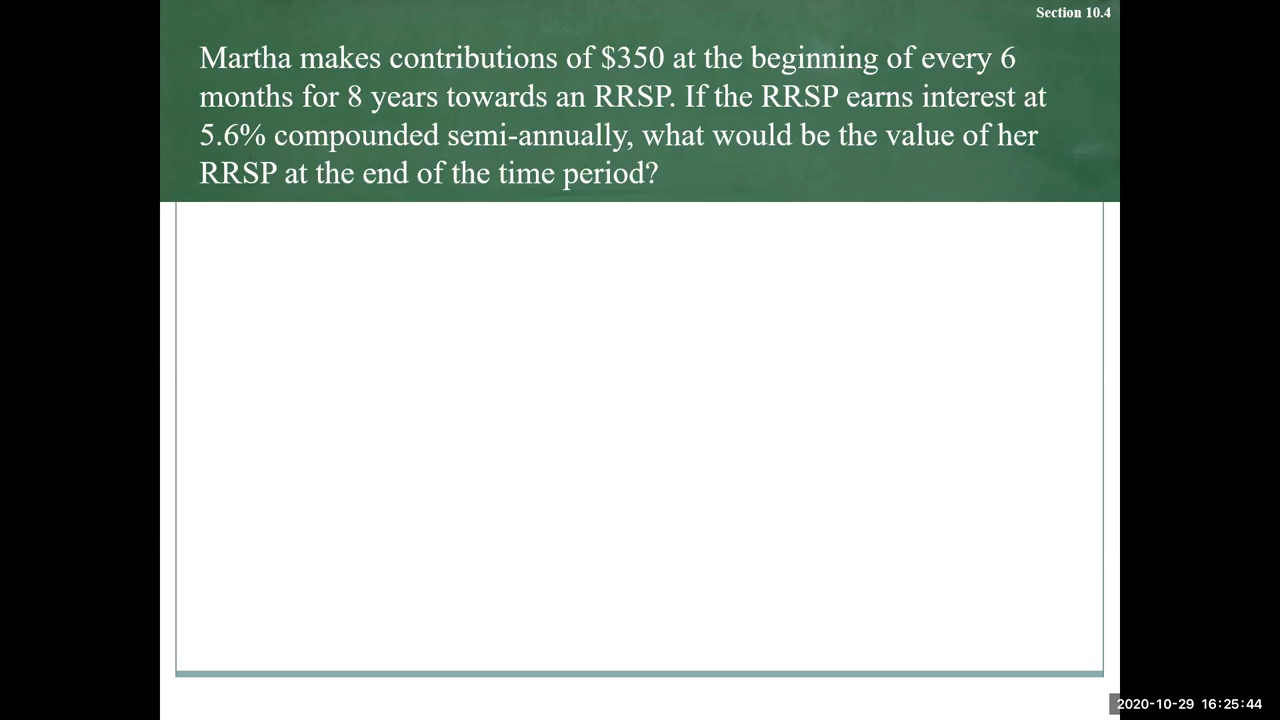 Section 10.4
Martha makes contributions of $350 at the beginning of every 6
months for 8 years towards an RRSP. If the RRSP earns interest at
5.6% compounded semi-annually, what would be the value of her
RRSP at the end of the time period?
2020-10-29 16:25:44